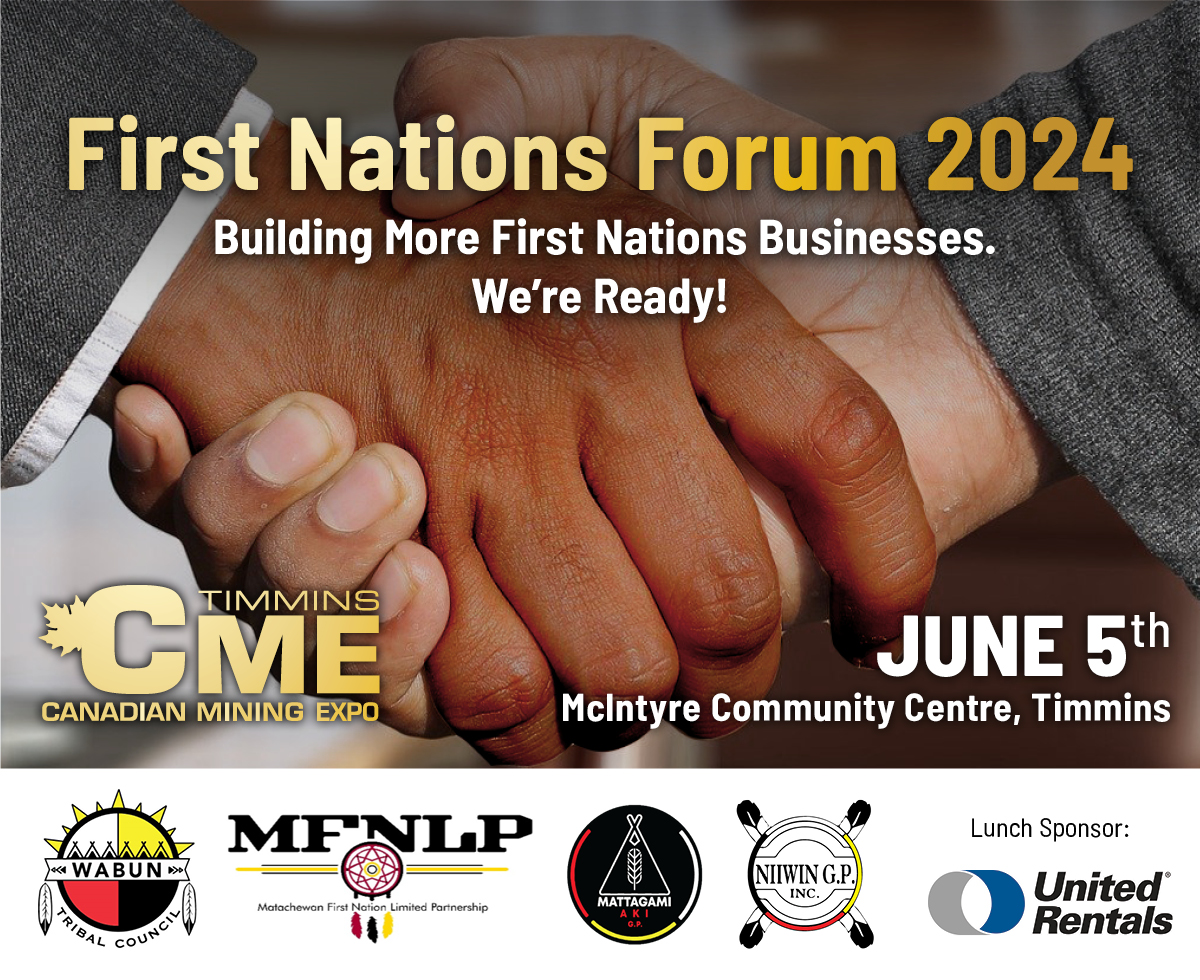 First Nations Forum 2024
Building More First Nations Businesses.
We're Ready!
TIMMINS
CME
CANADIAN MINING EXPO
JUNE 5th
McIntyre Community Centre, Timmins
WABUN
TRIBAL COUNCIL
MFNLP
Matachewan First Nation Limited Partnership
MATTAGAMI
AKI
G.P.
NIIWIN G.P.
INC.
Lunch Sponsor:
United
Rentals®